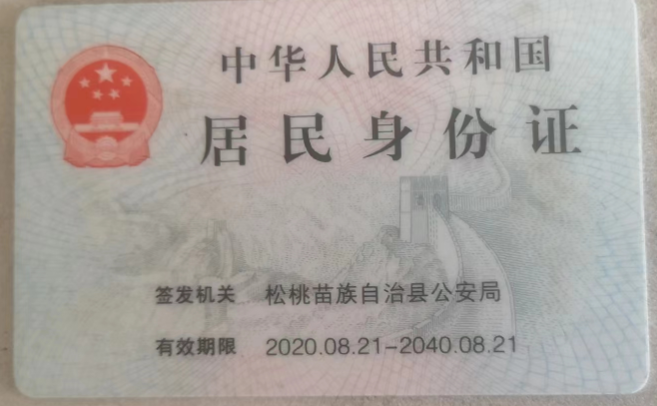 中华人民共和国
居民身份证
签发机关 松桃苗族自治县公安局
有效期限 2020.08.21-2040.08.21